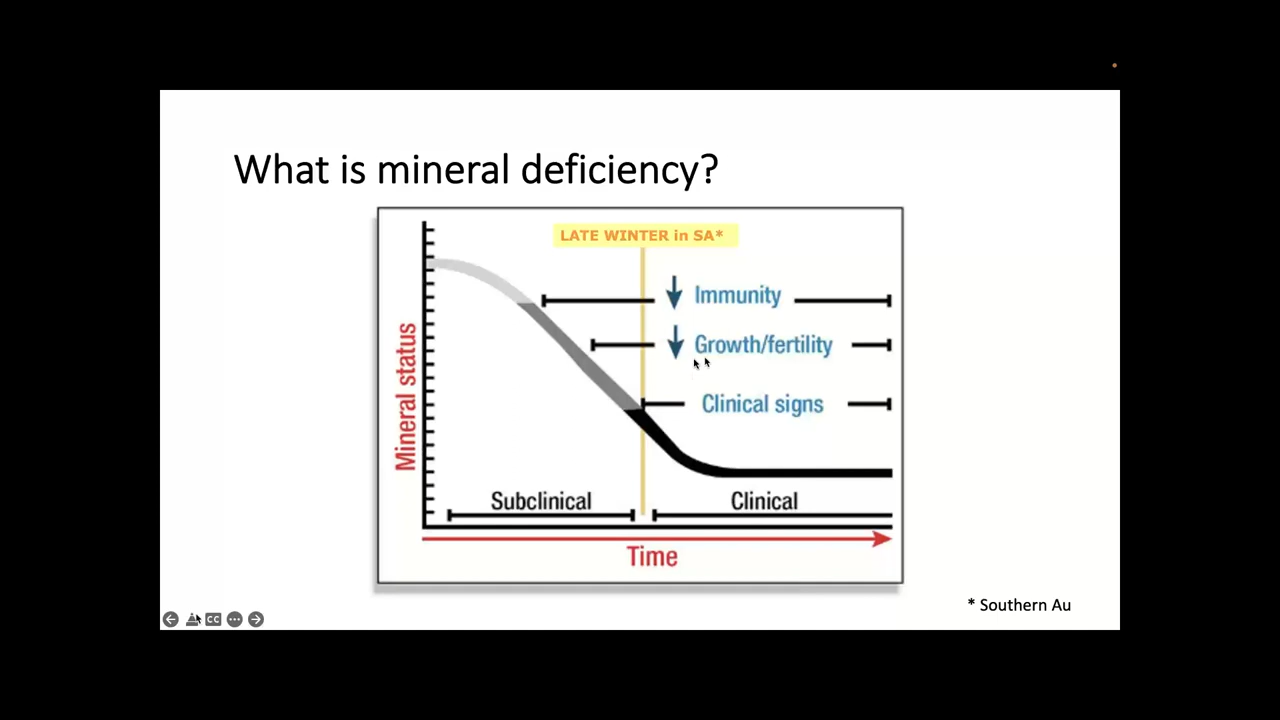 What is mineral deficiency?
LATE WINTER in SA*
Immunity
Growth/fertility
Clinical signs
Mineral status
Subclinical
Clinical
Time
* Southern Au
CC